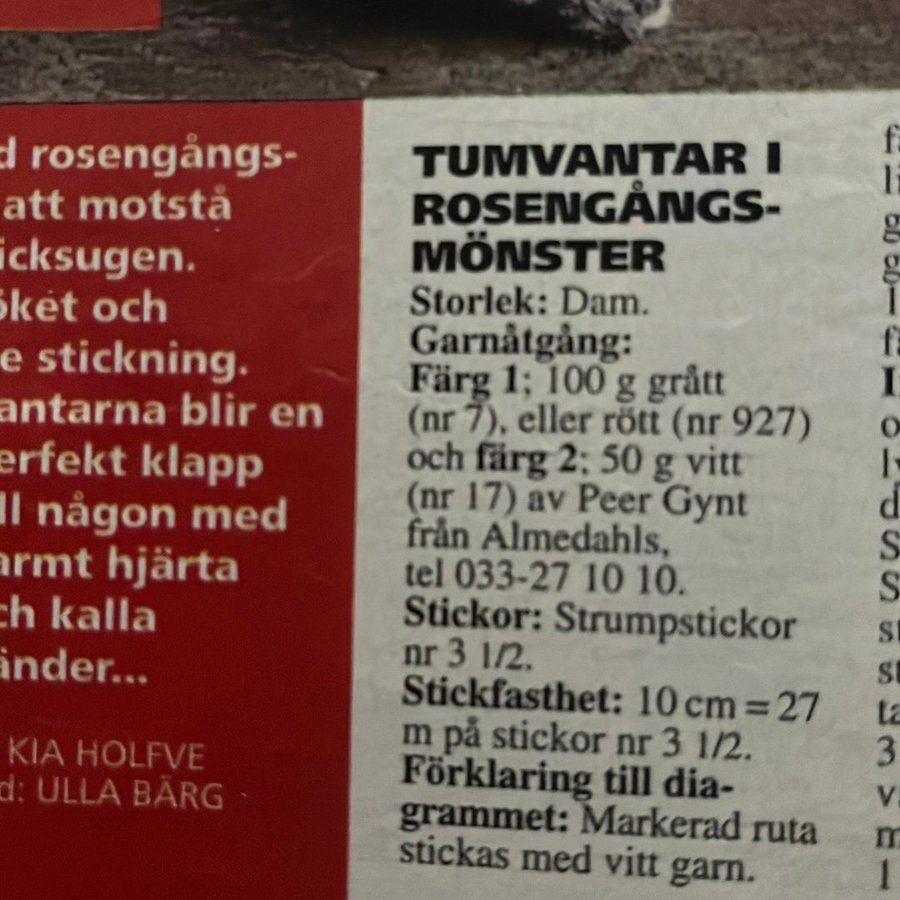 d rosengångs-
att motstå
icksugen.
öket och
e stickning.
antarna blir en
erfekt klapp
ll någon med
armt hjärta
ch kalla
änder...
KIA HOLFVE
d: ULLA BÄRG
TUMVANTAR I
ROSENGÅNGS-
MÖNSTER
Storlek: Dam.
Garnåtgång:
Färg 1: 100 g grått
(nr 7), eller rött (nr 927)
och färg 2: 50 g vitt
(nr 17) av Peer Gynt
från Almedahls,
tel 033-27 10 10.
Stickor: Strumpstickor
nr 3 1/2.
Stickfasthet: 10 cm = 27
m på stickor nr 3 1/2.
Förklaring till dia-
grammet: Markerad ruta
stickas med vitt garn.